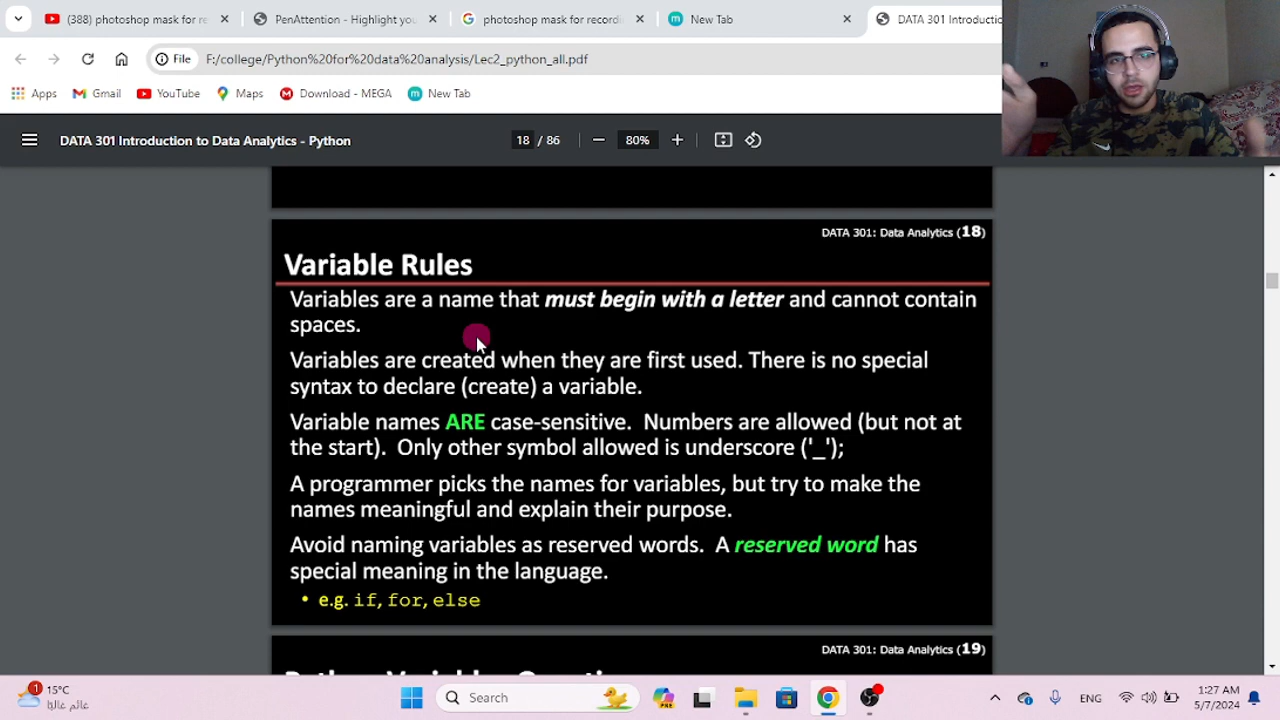 (388) photoshop mask for re
PenAttention - Highlight you
photoshop mask for recordi
New Tab
DATA 301 Introductio
File
F:/college/Python%20for%20data%20analysis/Lec2_python_all.pdf
Apps
Gmail
YouTube
Maps
Download - MEGA
New Tab
DATA 301 Introduction to Data Analytics - Python
18 / 86
80%
DATA 301: Data Analytics (18)
Variable Rules
Variables are a name that must begin with a letter and cannot contain
spaces.
Variables are created when they are first used. There is no special
syntax to declare (create) a variable.
Variable names ARE case-sensitive. Numbers are allowed (but not at
the start). Only other symbol allowed is underscore ('_');
A programmer picks the names for variables, but try to make the
names meaningful and explain their purpose.
Avoid naming variables as reserved words. A reserved word has
special meaning in the language.
• e.g. if, for, else
DATA 301: Data Analytics (19)
1
15°C
غائم غالبًا
Search
PRE
ENG
1:27 AM
5/7/2024